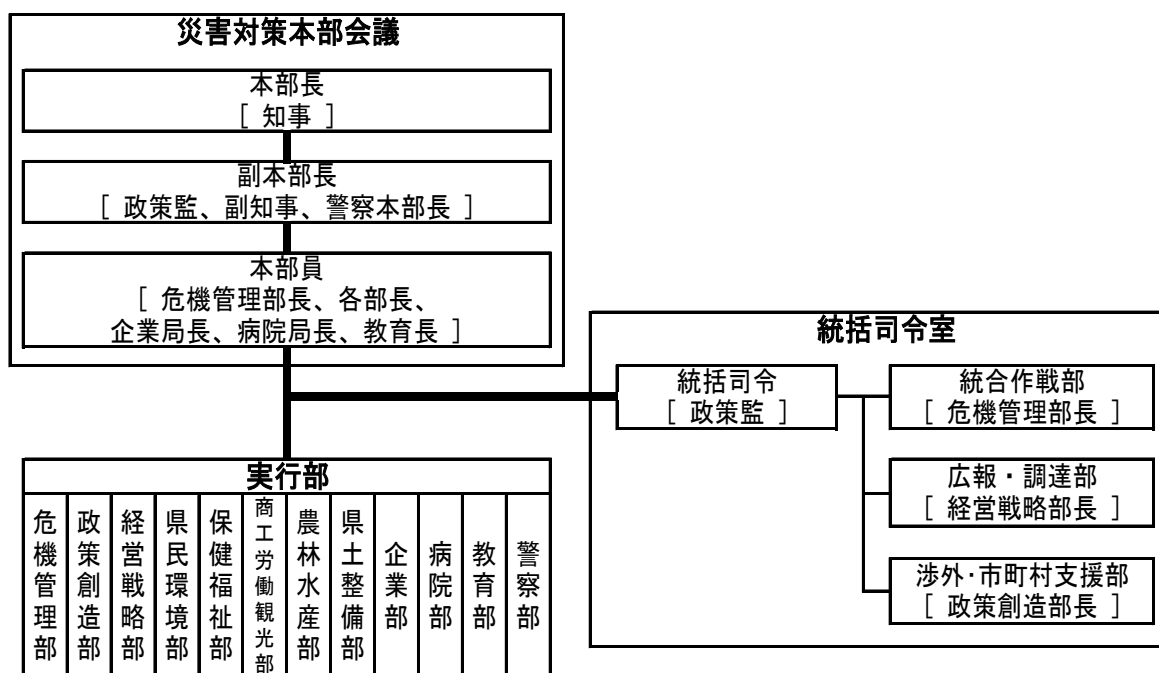 災害対策本部会議
本部長
［ 知事 ］
副本部長
［ 政策監、副知事、警察本部長 ］
本部員
［ 危機管理部長、各部長、
企業局長、病院局長、教育長 ］
統括司令室
統括司令
［ 政策監 ］
統合作戦部
［ 危機管理部長 ］
広報・調達部
［ 経営戦略部長 ］
渉外・市町村支援部
［ 政策創造部長 ］
実行部
危機管理部
政策創造部
経営戦略部
県民環境部
保健福祉部
商工労働観光部
農林水産部
県土整備部
企業部
病院部
教育部
警察部